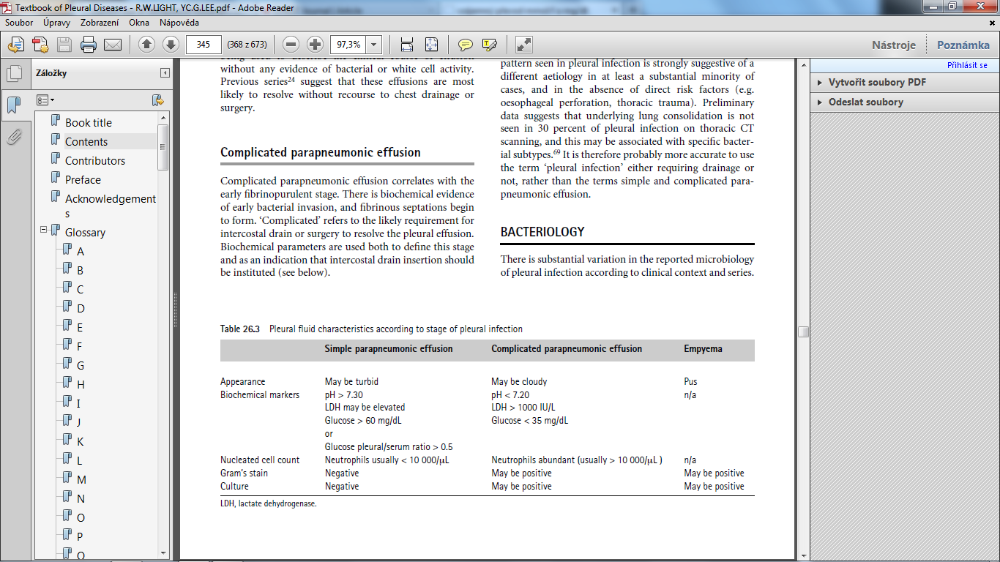 Textbook of Pleural Diseases - R.W.LIGHT, YC.G.LEE.pdf - Adobe Reader
Soubor Úpravy Zobrazení Okna Nápověda
345 (368 z 673) 97,3% Nástroje Poznámka
Přihlásit se
Vytvořit soubory PDF
Odeslat soubory
Záložky
Book title
Contents
Contributors
Preface
Acknowledgement
s
Glossary
A
B
C
D
E
F
G
H
I
J
K
L
M
N
O
P
Q
without any evidence of bacterial or white cell activity.
Previous series24 suggest that these effusions are most
likely to resolve without recourse to chest drainage or
surgery.
Complicated parapneumonic effusion
Complicated parapneumonic effusion correlates with the
early fibrinopurulent stage. There is biochemical evidence
of early bacterial invasion, and fibrinous septations begin
to form. ‘Complicated’ refers to the likely requirement for
intercostal drain or surgery to resolve the pleural effusion.
Biochemical parameters are used both to define this stage
and as an indication that intercostal drain insertion should
be instituted (see below).
pattern seen in pleural infection is strongly suggestive of a
different aetiology in at least a substantial minority of
cases, and in the absence of direct risk factors (e.g.
oesophageal perforation, thoracic trauma). Preliminary
data suggests that underlying lung consolidation is not
seen in 30 percent of pleural infection on thoracic CT
scanning, and this may be associated with specific bacter-
ial subtypes.69 It is therefore probably more accurate to use
the term ‘pleural infection’ either requiring drainage or
not, rather than the terms simple and complicated para-
pneumonic effusion.
BACTERIOLOGY
There is substantial variation in the reported microbiology
of pleural infection according to clinical context and series.
Table 26.3 Pleural fluid characteristics according to stage of pleural infection
Simple parapneumonic effusion Complicated parapneumonic effusion Empyema
Appearance May be turbid May be cloudy Pus
Biochemical markers pH > 7.30 pH < 7.20 n/a
LDH may be elevated LDH > 1000 IU/L
Glucose > 60 mg/dL Glucose < 35 mg/dL
or
Glucose pleural/serum ratio > 0.5
Nucleated cell count Neutrophils usually < 10 000/μL Neutrophils abundant (usually > 10 000/μL ) n/a
Gram's stain Negative May be positive May be positive
Culture Negative May be positive May be positive
LDH, lactate dehydrogenase.